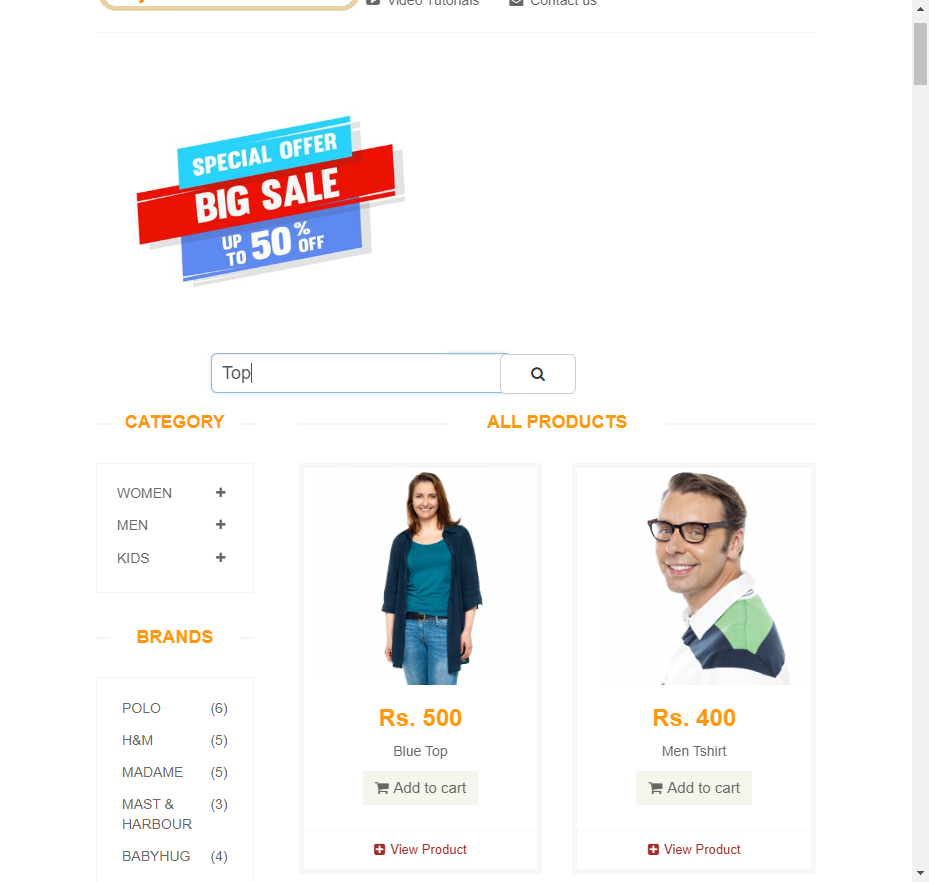 Video Tutorials
Contact us
SPECIAL OFFER
BIG SALE
UP TO 50% OFF
Top
CATEGORY
ALL PRODUCTS
WOMEN
MEN
KIDS
BRANDS
POLO (6)
H&M (5)
MADAME (5)
MAST & HARBOUR (3)
BABYHUG (4)
Rs. 500
Blue Top
Add to cart
View Product
Rs. 400
Men Tshirt
Add to cart
View Product